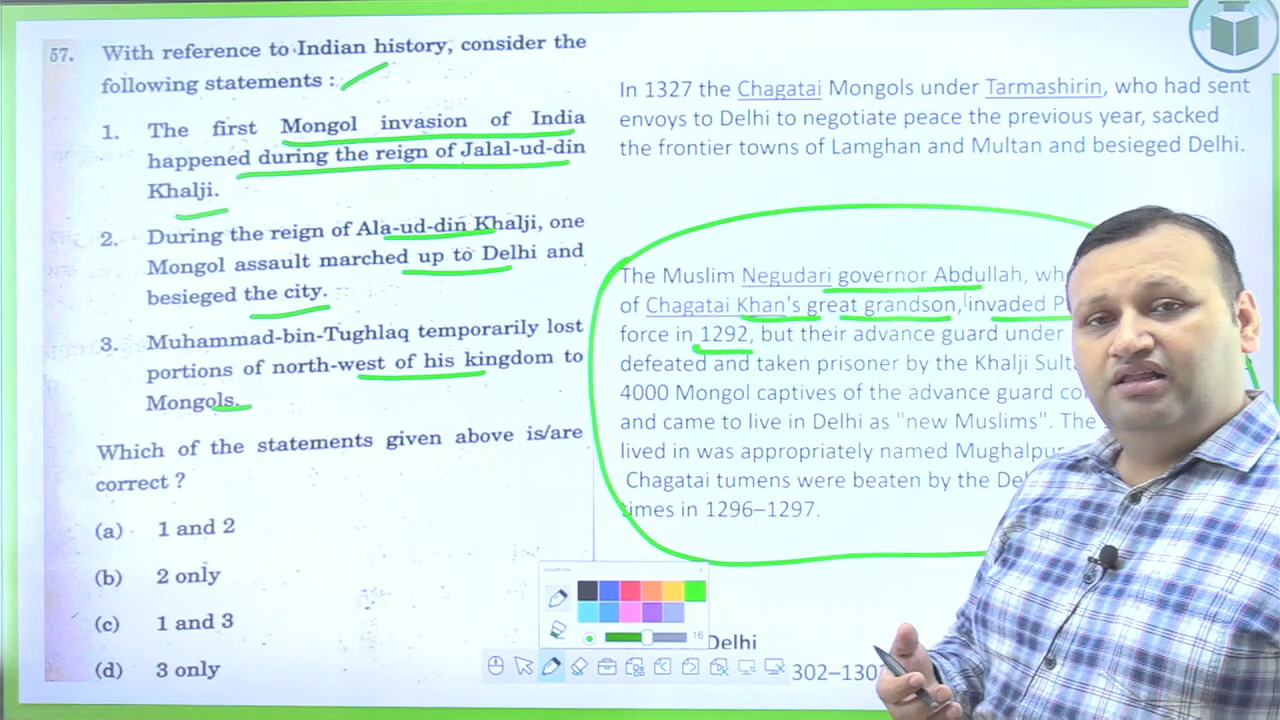 57. With reference to Indian history, consider the
following statements :
1. The first Mongol invasion of India
happened during the reign of Jalal-ud-din
Khalji.
2. During the reign of Ala-ud-din Khalji, one
Mongol assault marched up to Delhi and
besieged the city.
3. Muhammad-bin-Tughlaq temporarily lost
portions of north-west of his kingdom to
Mongols.
Which of the statements given above is/are
correct ?
(a) 1 and 2
(b) 2 only
(c) 1 and 3
(d) 3 only
In 1327 the Chagatai Mongols under Tarmashirin, who had sent
envoys to Delhi to negotiate peace the previous year, sacked
the frontier towns of Lamghan and Multan and besieged Delhi.
The Muslim Negudari governor Abdullah,
of Chagatai Khan's great grandson, invaded
force in 1292, but their advance guard under
defeated and taken prisoner by the Khalji
4000 Mongol captives of the advance guard
and came to live in Delhi as "new Muslims". The
lived in was appropriately named Mughalpur
Chagatai tumens were beaten by the
times in 1296–1297.
16
Delhi